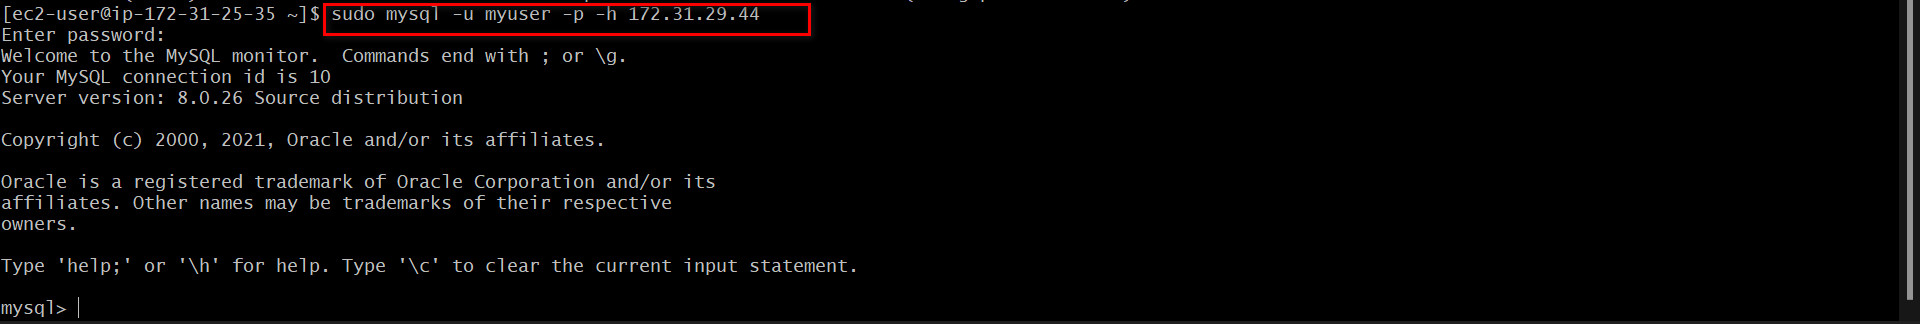 [ec2-user@ip-172-31-25-35 ~]$ sudo mysql -u myuser -p -h 172.31.29.44
Enter password:
Welcome to the MySQL monitor.  Commands end with ; or \g.
Your MySQL connection id is 10
Server version: 8.0.26 Source distribution
Copyright (c) 2000, 2021, Oracle and/or its affiliates.
Oracle is a registered trademark of Oracle Corporation and/or its
affiliates. Other names may be trademarks of their respective
owners.
Type 'help;' or '\h' for help. Type '\c' to clear the current input statement.
mysql>